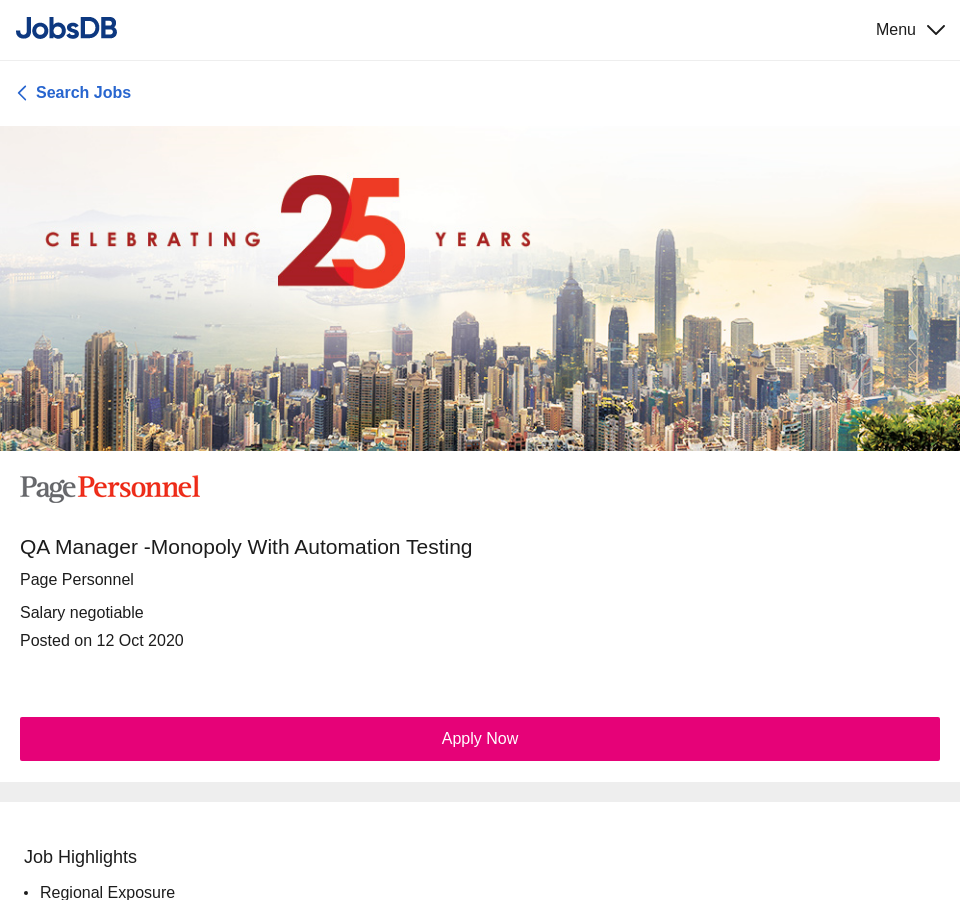 JobsDB
Menu
Search Jobs
CELEBRATING 25 YEARS
PagePersonnel
QA Manager -Monopoly With Automation Testing
Page Personnel
Salary negotiable
Posted on 12 Oct 2020
Apply Now
Job Highlights
• Regional Exposure